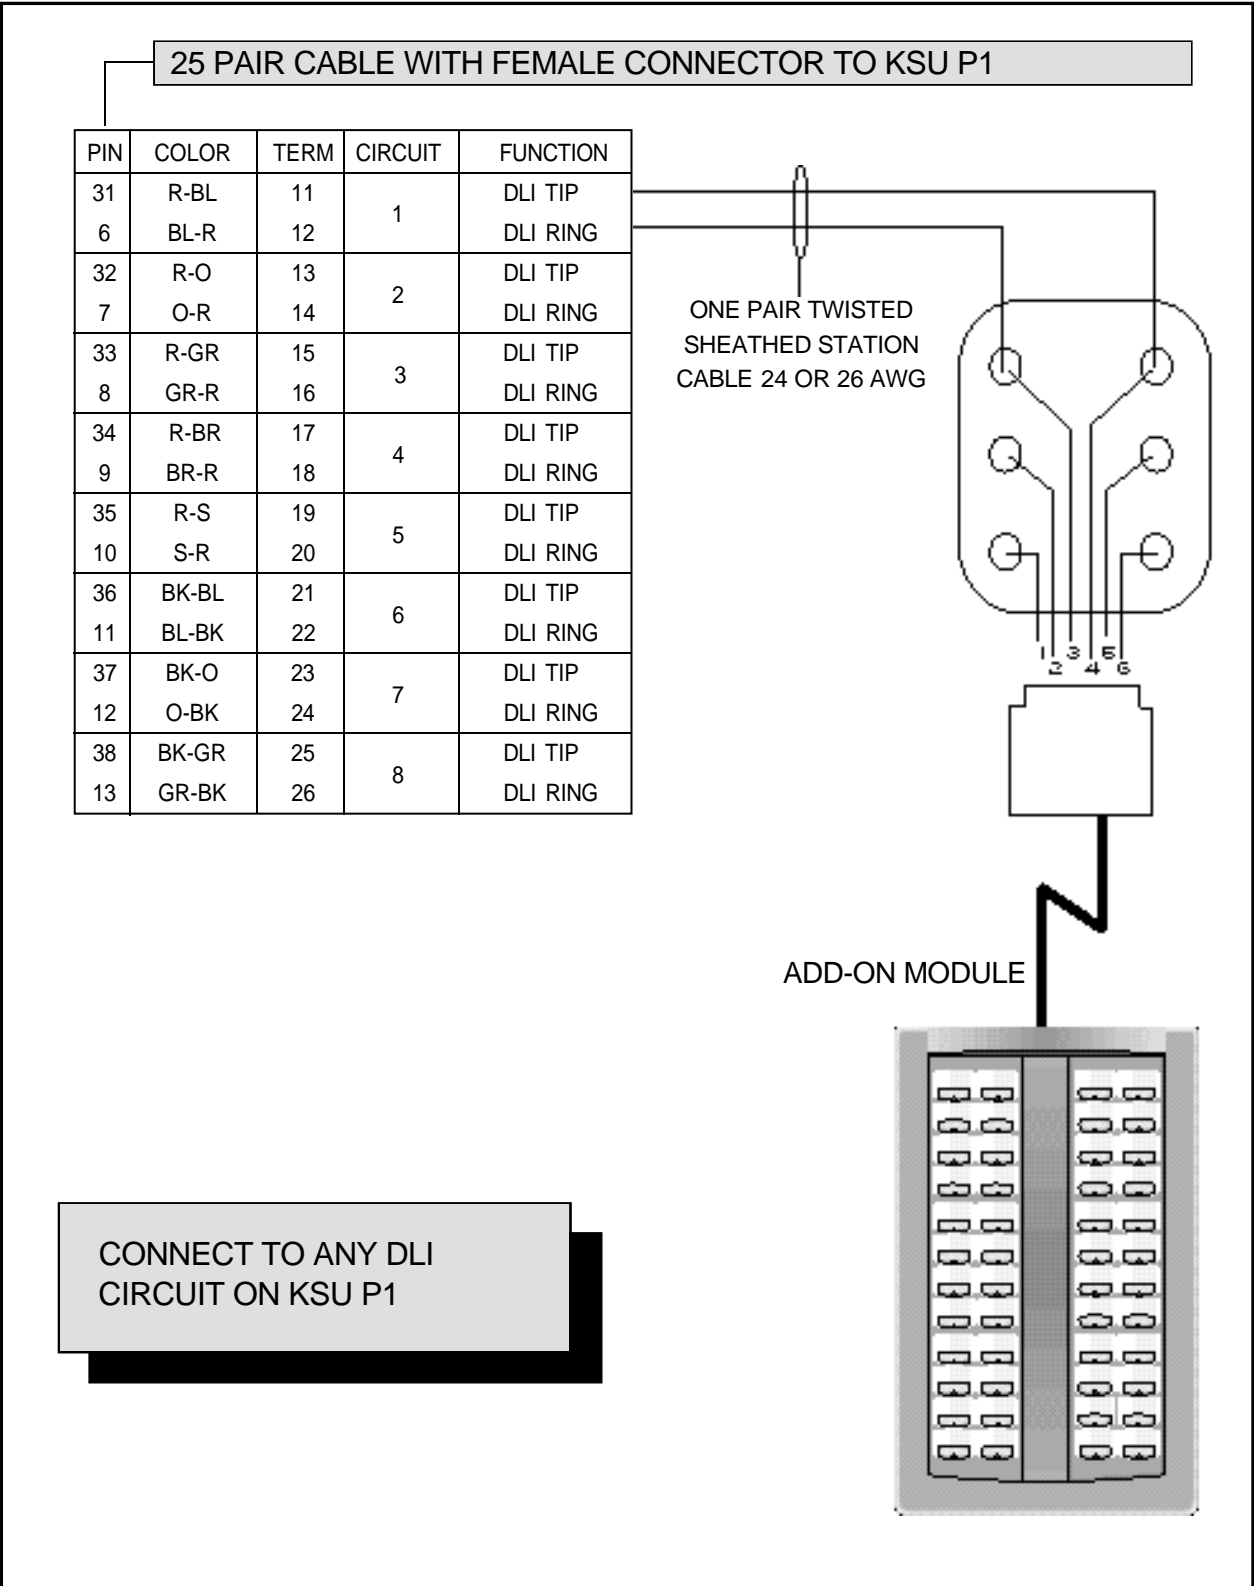 25 PAIR CABLE WITH FEMALE CONNECTOR TO KSU P1
PIN COLOR TERM CIRCUIT FUNCTION
31 R-BL 11 DLI TIP
1
6 BL-R 12 DLI RING
32 R-O 13 DLI TIP
2
7 O-R 14 DLI RING
33 R-GR 15 DLI TIP
3
8 GR-R 16 DLI RING
34 R-BR 17 DLI TIP
4
9 BR-R 18 DLI RING
35 R-S 19 DLI TIP
5
10 S-R 20 DLI RING
36 BK-BL 21 DLI TIP
6
11 BL-BK 22 DLI RING
37 BK-O 23 DLI TIP
7
12 O-BK 24 DLI RING
38 BK-GR 25 DLI TIP
8
13 GR-BK 26 DLI RING
ONE PAIR TWISTED
SHEATHED STATION
CABLE 24 OR 26 AWG
1 2 3 4 5 6
ADD-ON MODULE
CONNECT TO ANY DLI
CIRCUIT ON KSU P1